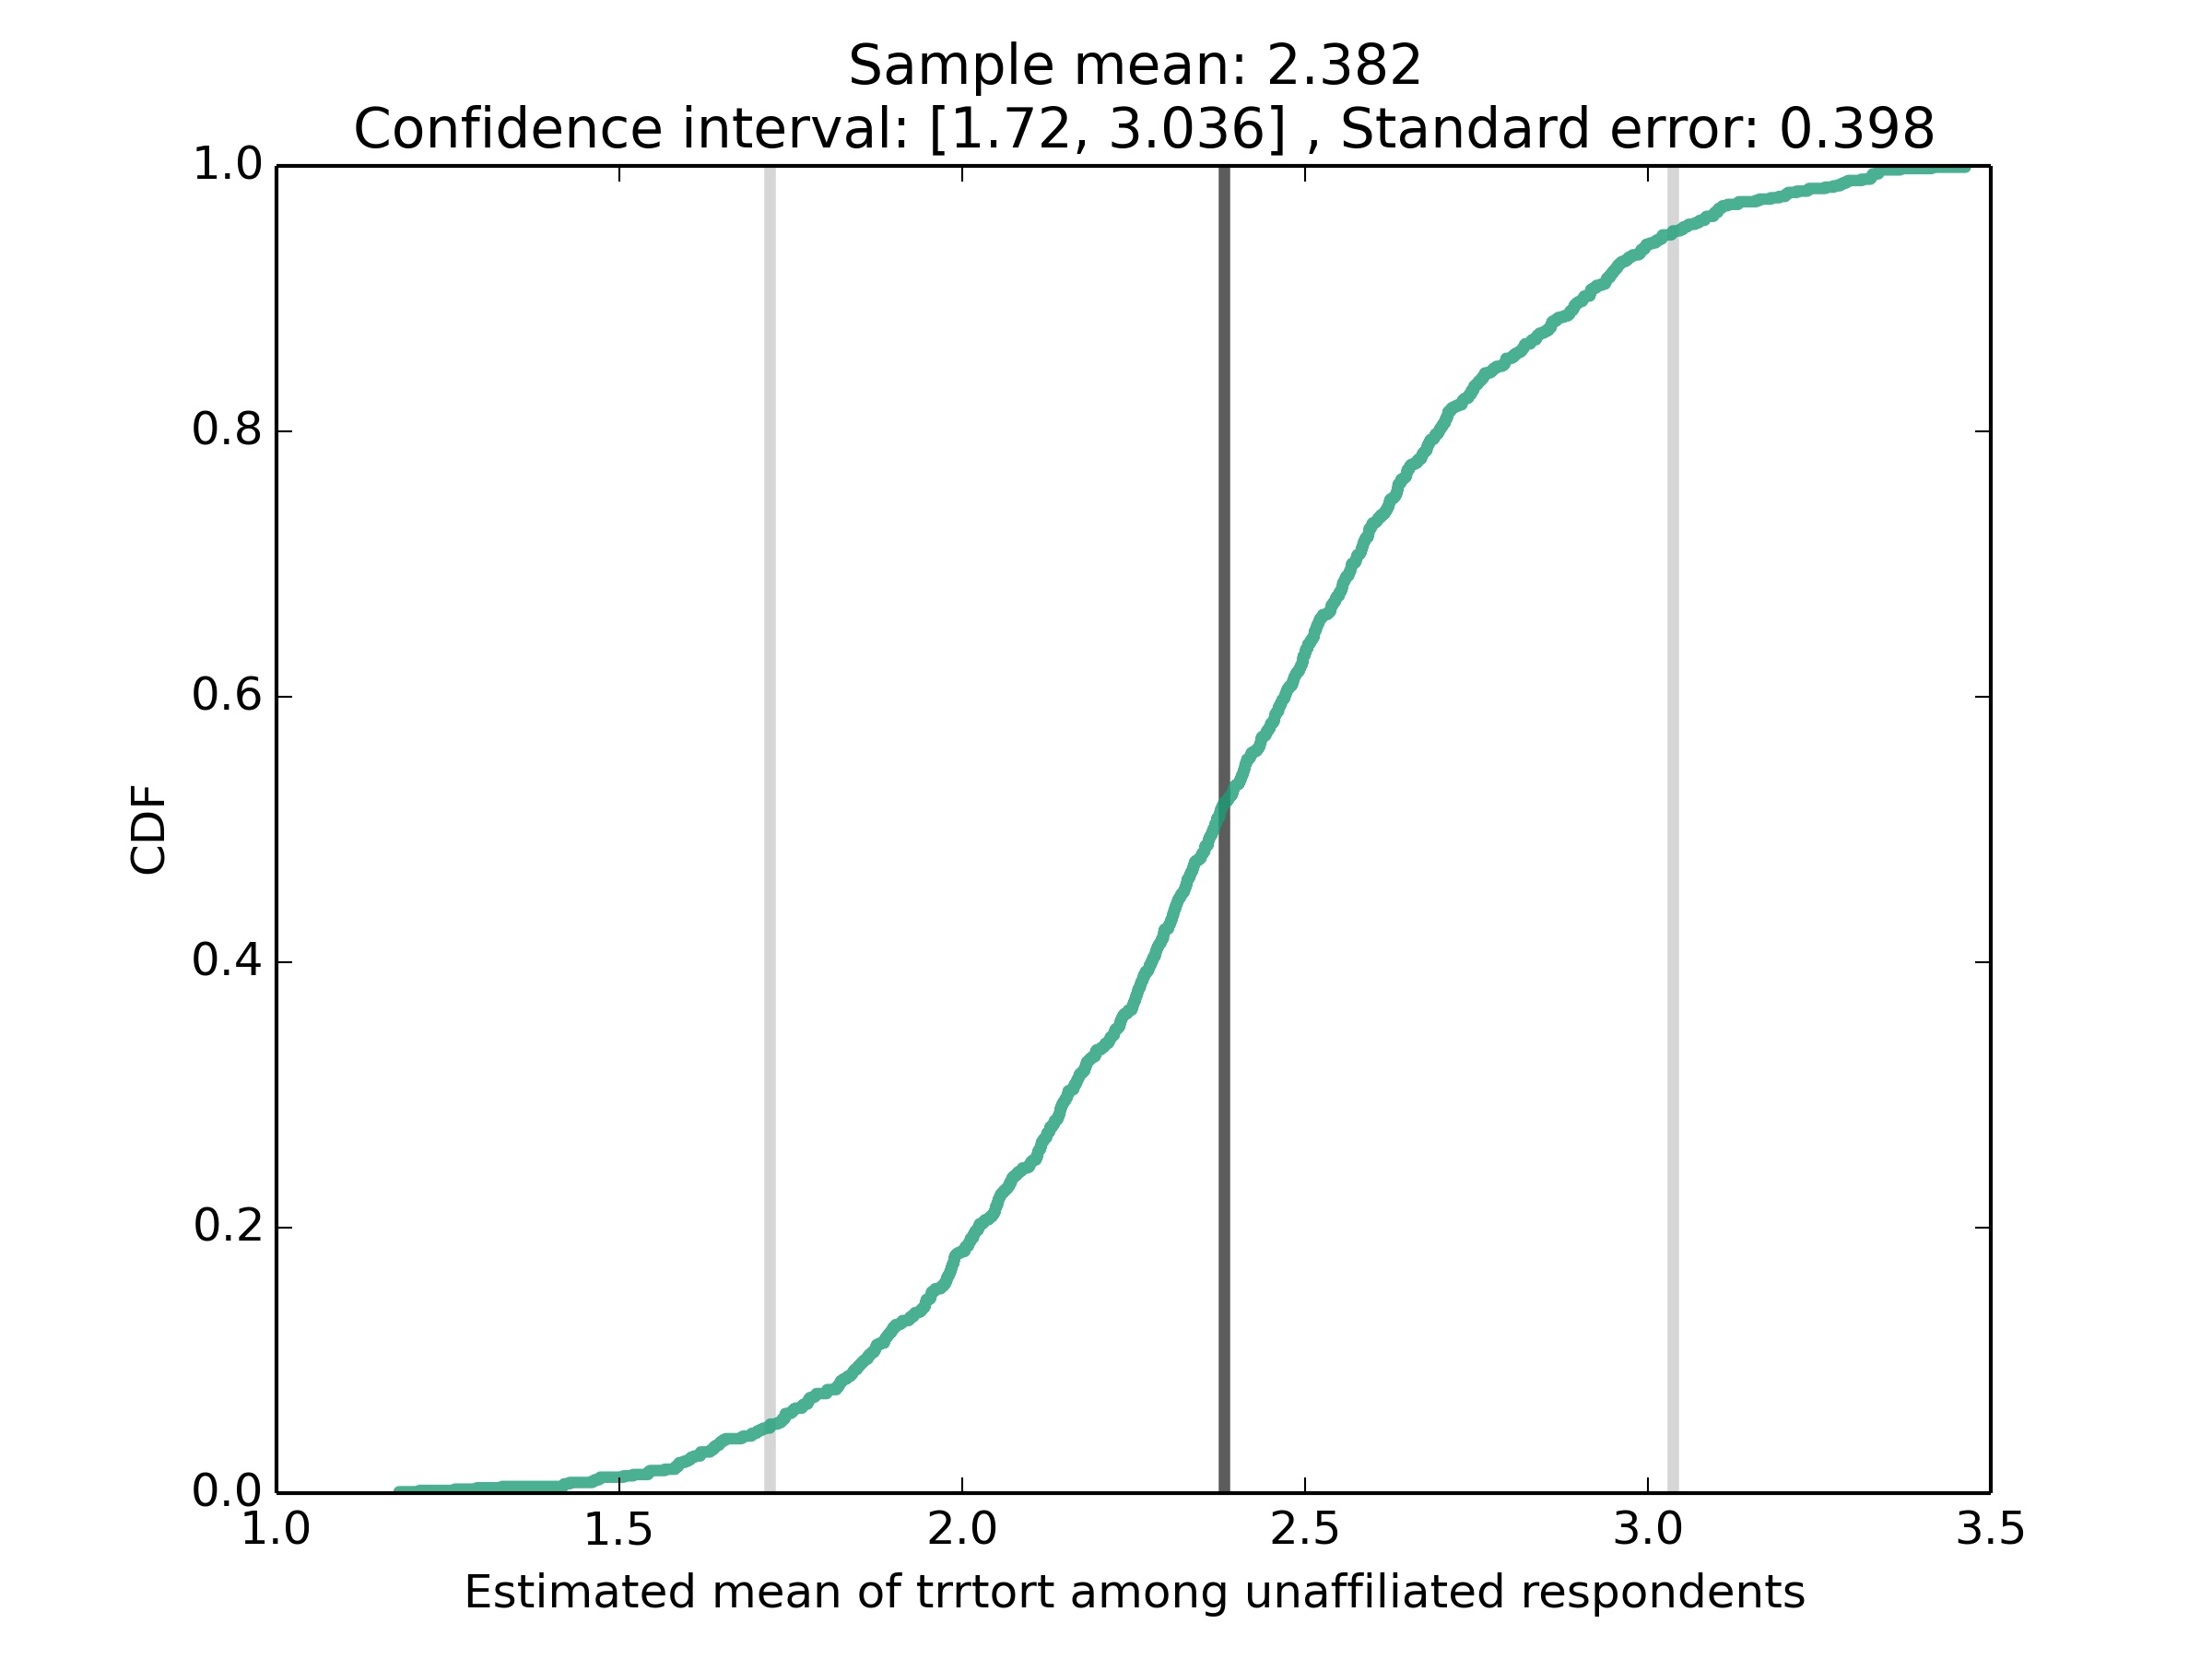 Sample mean: 2.382
Confidence interval: [1.72, 3.036] , Standard error: 0.398
1.0
0.8
0.6
0.4
0.2
0.0
CDF
1.0 1.5 2.0 2.5 3.0 3.5
Estimated mean of trrtort among unaffiliated respondents